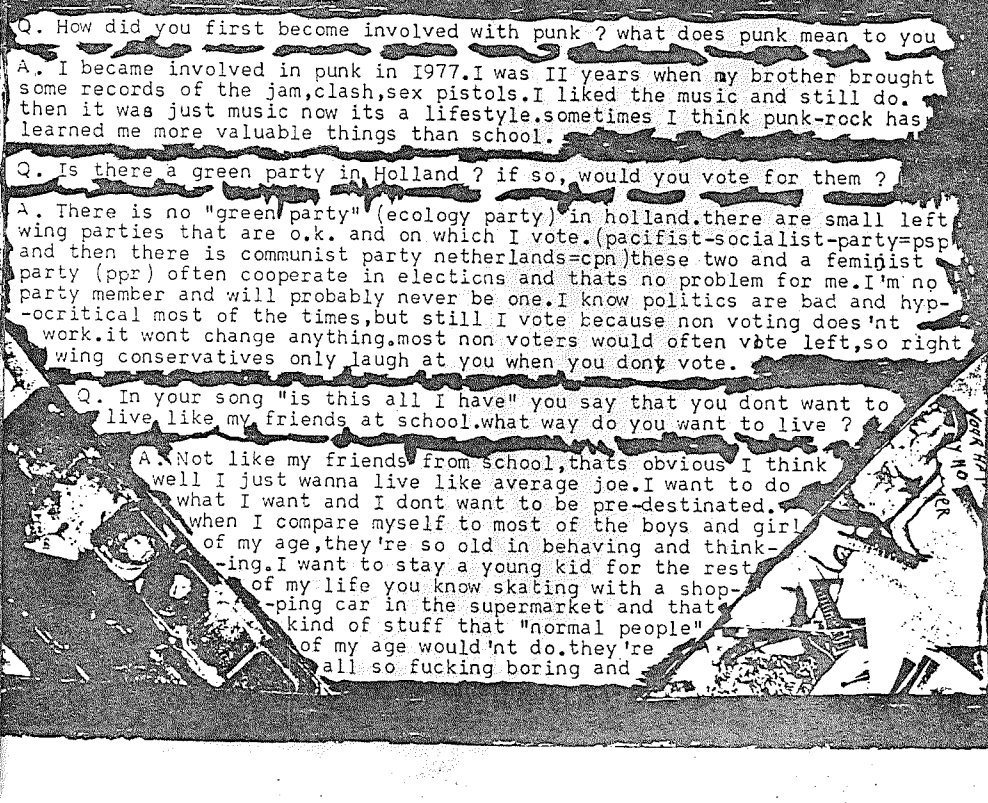 Q. How did you first become involved with punk ? what does punk mean to you
A. I became involved in punk in I977.I was II years when my brother brought
some records of the jam,clash,sex pistols.I liked the music and still do.
then it was just music now its a lifestyle.sometimes I think punk-rock has
learned me more valuable things than school.
Q. Is there a green party in Holland ? if so, would you vote for them ?
A. There is no "green party" (ecology party) in holland.there are small left
wing parties that are o.k. and on which I vote.(pacifist-socialist-party=psp
and then there is communist party netherlands=cpn)these two and a feminist
party (ppr) often cooperate in elections and thats no problem for me.I'm no
party member and will probably never be one.I know politics are bad and hyp-
-ocritical most of the times,but still I vote because non voting does'nt
work.it wont change anything.most non voters would often vote left,so right
wing conservatives only laugh at you when you dont vote.
Q. In your song "is this all I have" you say that you dont want to
live like my friends at school.what way do you want to live ?
A. Not like my friends from school,thats obvious I think
well I just wanna live like average joe.I want to do
what I want and I dont want to be pre-destinated.
when I compare myself to most of the boys and girl
of my age,they're so old in behaving and think-
-ing.I want to stay a young kid for the rest
of my life you know skating with a shop-
-ping car in the supermarket and that
kind of stuff that "normal people"
of my age would'nt do.they're
all so fucking boring and